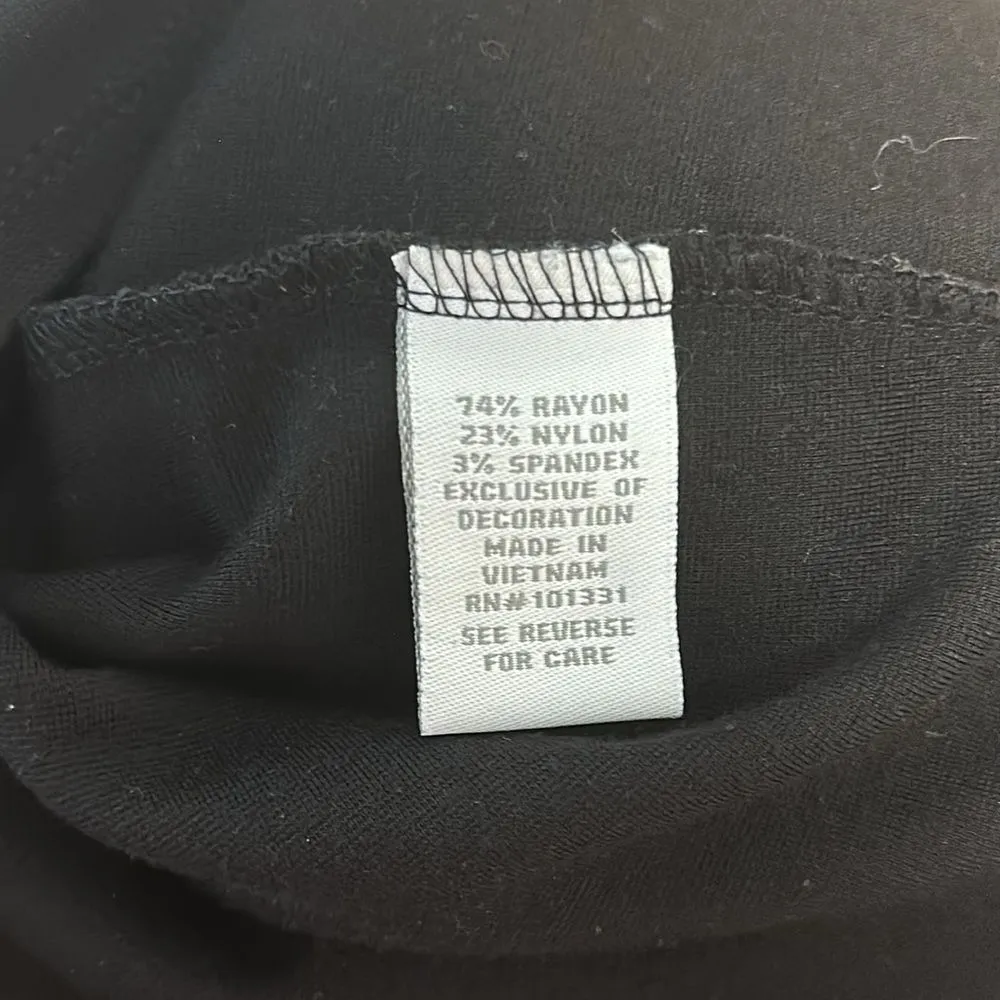 74% RAYON
23% NYLON
3% SPANDEX
EXCLUSIVE OF
DECORATION
MADE IN
VIETNAM
RN#101331
SEE REVERSE
FOR CARE